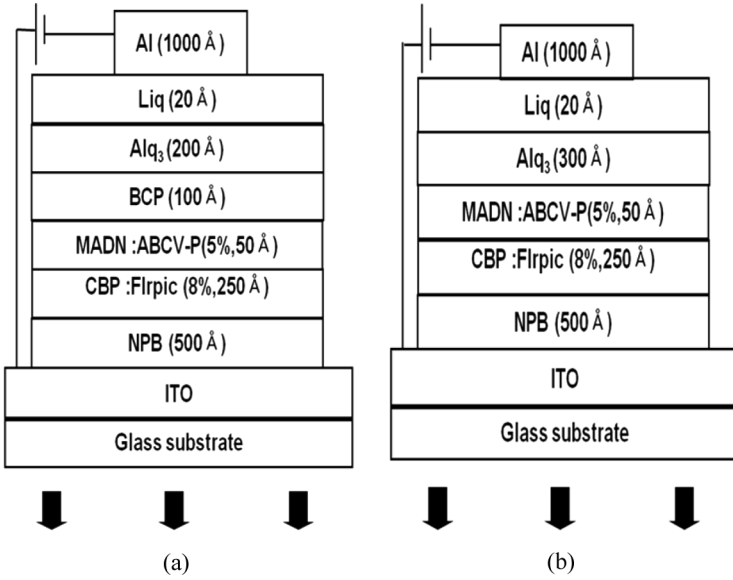 Al (1000 Å)
Liq (20 Å)
Alq₃ (200 Å)
BCP (100 Å)
MADN :ABCV-P(5%,50 Å)
CBP :FIrpic (8%,250 Å)
NPB (500 Å)
ITO
Glass substrate
(a)
Al (1000 Å)
Liq (20 Å)
Alq₃ (300 Å)
MADN :ABCV-P(5%,50 Å)
CBP :FIrpic (8%,250 Å)
NPB (500 Å)
ITO
Glass substrate
(b)